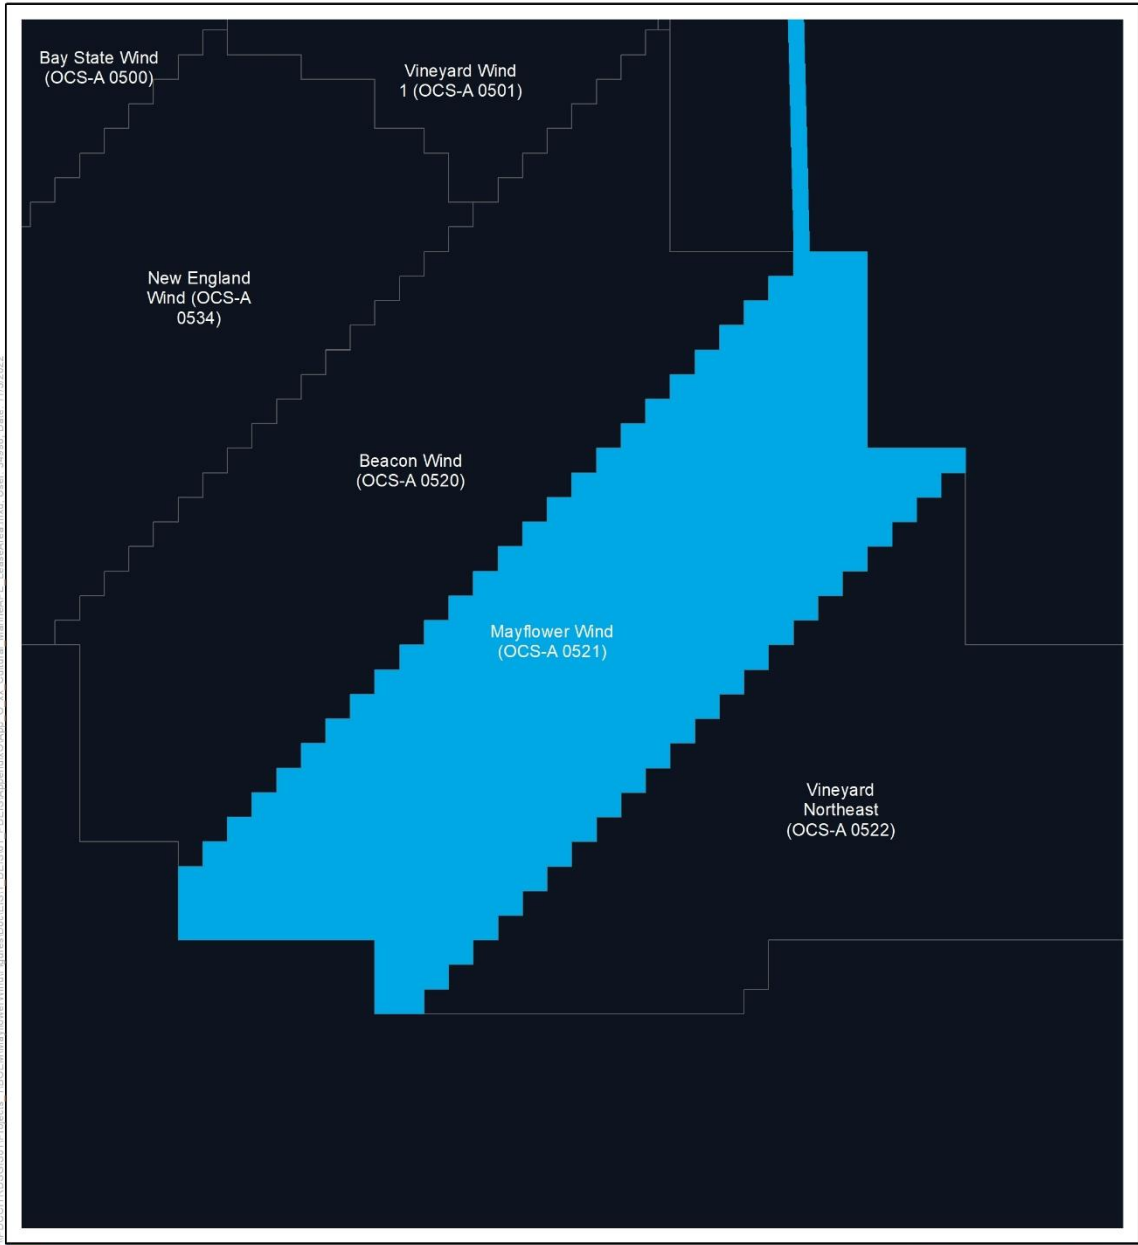 Bay State Wind
(OCS-A 0500)
Vineyard Wind
1 (OCS-A 0501)
New England
Wind (OCS-A
0534)
Beacon Wind
(OCS-A 0520)
Mayflower Wind
(OCS-A 0521)
Vineyard
Northeast
(OCS-A 0522)